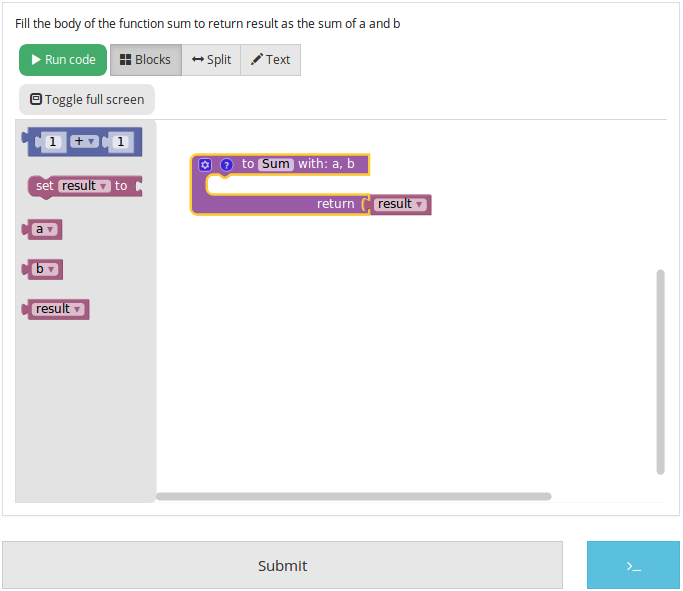 Fill the body of the function sum to return result as the sum of a and b
Run code Blocks Split Text
Toggle full screen
1 + 1
set result to
a
b
result
? to Sum with: a, b
return result
Submit >_